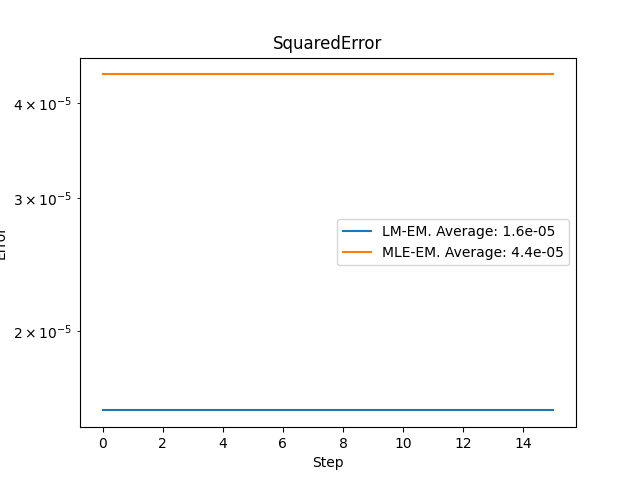 SquaredError
4 × 10⁻⁵
3 × 10⁻⁵
2 × 10⁻⁵
Error
LM-EM. Average: 1.6e-05
MLE-EM. Average: 4.4e-05
0 2 4 6 8 10 12 14
Step